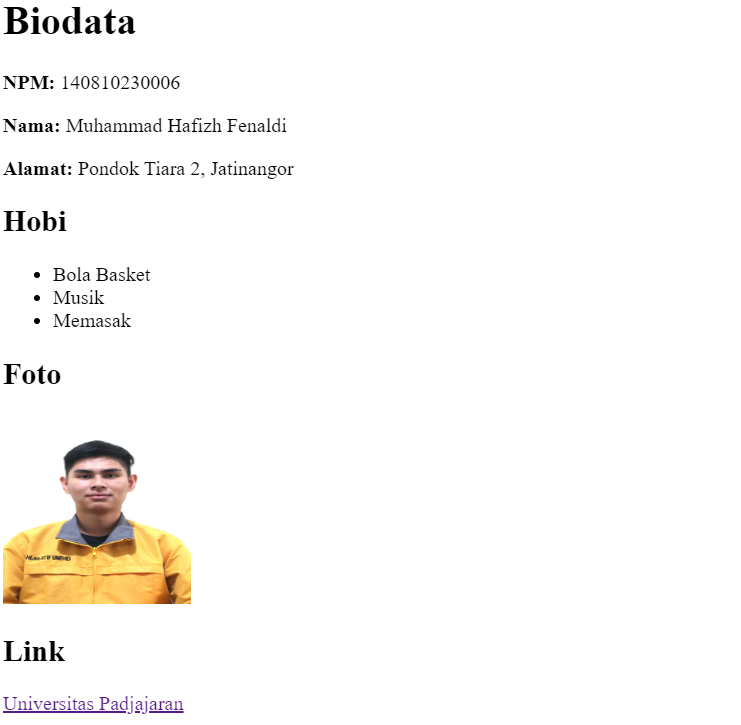 Biodata
NPM: 140810230006
Nama: Muhammad Hafizh Fenaldi
Alamat: Pondok Tiara 2, Jatinangor
Hobi
Bola Basket
Musik
Memasak
Foto
Link
Universitas Padjajaran